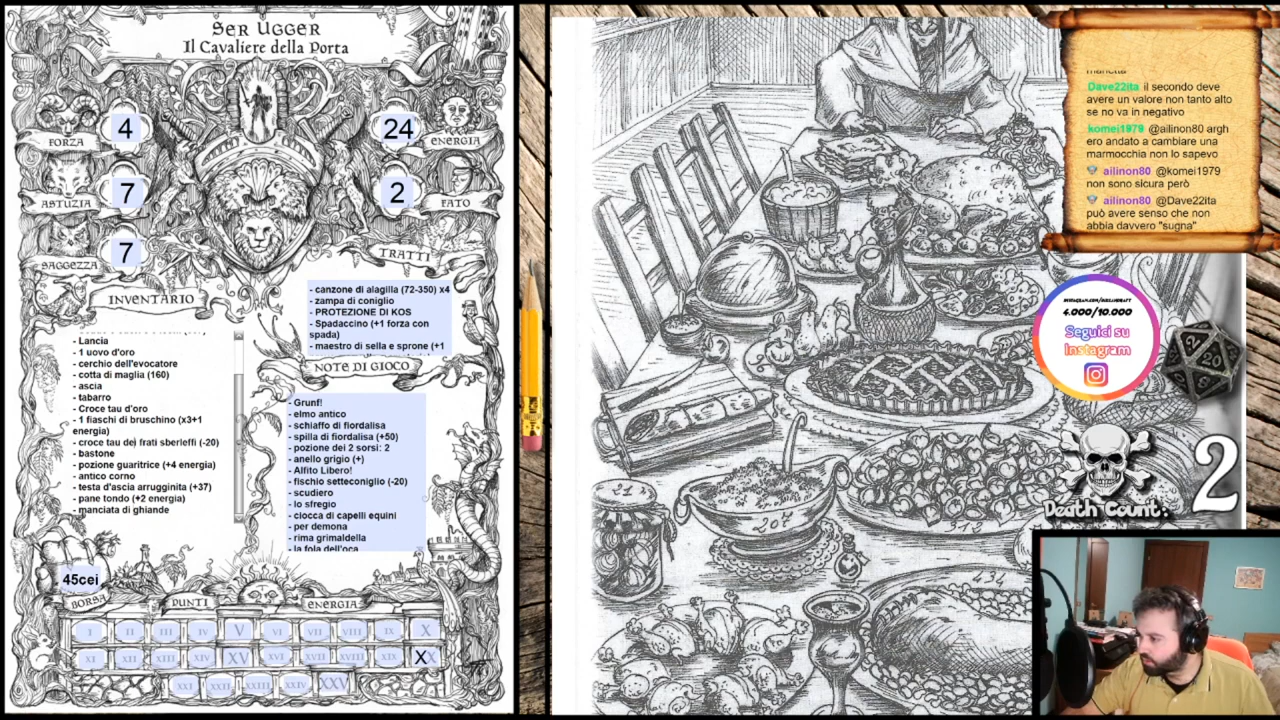 Ser Ugger
Il Cavaliere della Porta
4
FORZA
24
ENERGIA
7
ASTUZIA
2
FATO
7
SAGGEZZA
TRATTI
INVENTARIO
- canzone di alagilla (72-350) x4
- zampa di coniglio
- PROTEZIONE DI KOS
- Spadaccino (+1 forza con
spada)
- maestro di sella e sprone (+1
NOTE DI GIOCO
- Lancia
- 1 uovo d'oro
- cerchio dell'evocatore
- cotta di maglia (160)
- ascia
- tabarro
- Croce tau d'oro
- 1 fiaschi di bruschino (x3+1
energia)
- croce tau dei frati sberleffi (-20)
- bastone
- pozione guaritrice (+4 energia)
- antico corno
- testa d'ascia arrugginita (+37)
- pane tondo (+2 energia)
- manciata di ghiande
- Grunf!
- elmo antico
- schiaffo di fiordalisa
- spilla di fiordalisa (+50)
- pozione dei 2 sorsi: 2
- anello grigio (+)
- Alfito Libero!
- fischio setteconiglio (-20)
- scudiero
- lo sfregio
- ciocca di capelli equini
- per demona
- rima grimaldella
- la fola dell'oca
45cei
BORSA
PUNTI
ENERGIA
I II III IV V VI VII VIII IX X
XI XII XIII XIV XV XVI XVII XVIII XIX XX
XXI XXII XXIII XXIV XXV
Dave22ita il secondo deve
avere un valore non tanto alto
se no va in negativo
komei1979 @ailinon80 argh
ero andato a cambiare una
marmocchia non lo sapevo
ailinon80 @komei1979
non sono sicura però
ailinon80 @Dave22ita
può avere senso che non
abbia davvero "sugna"
4.000/10.000
Seguici su
Instagram
2
20
Death Count:
2
21
207
178
131